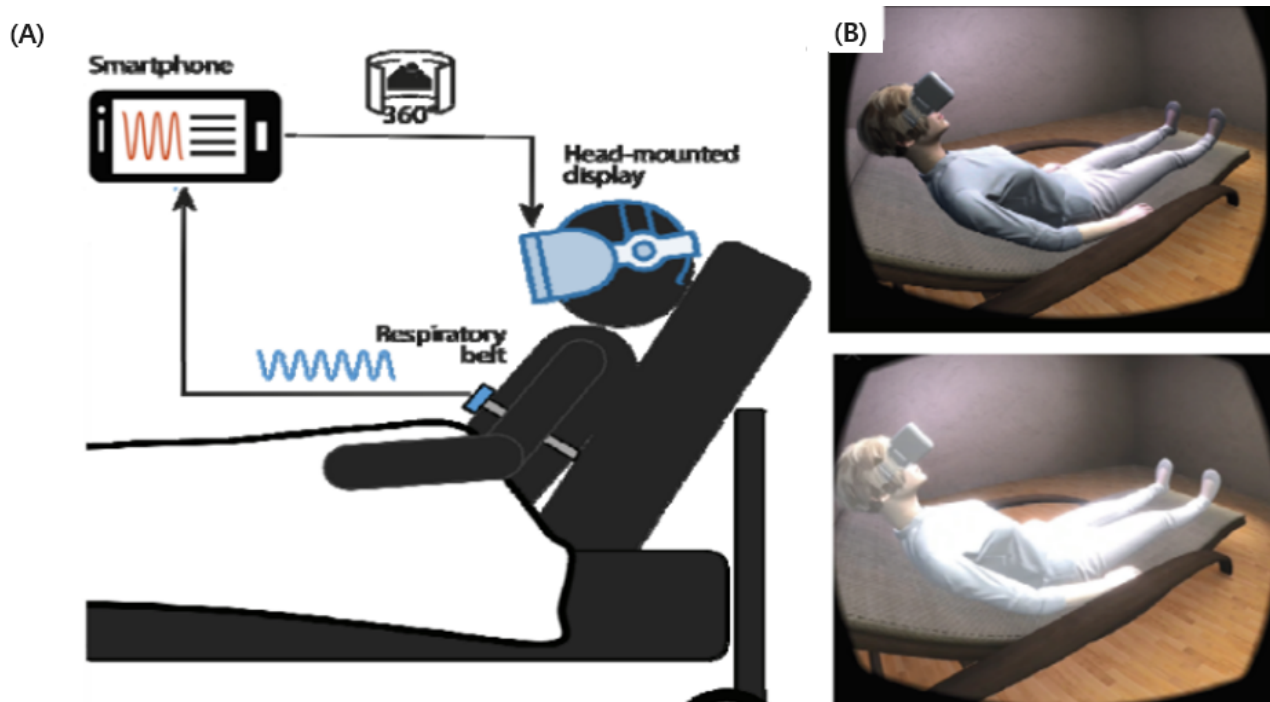 (A)
Smartphone
360°
Head-mounted
display
Respiratory
belt
(B)